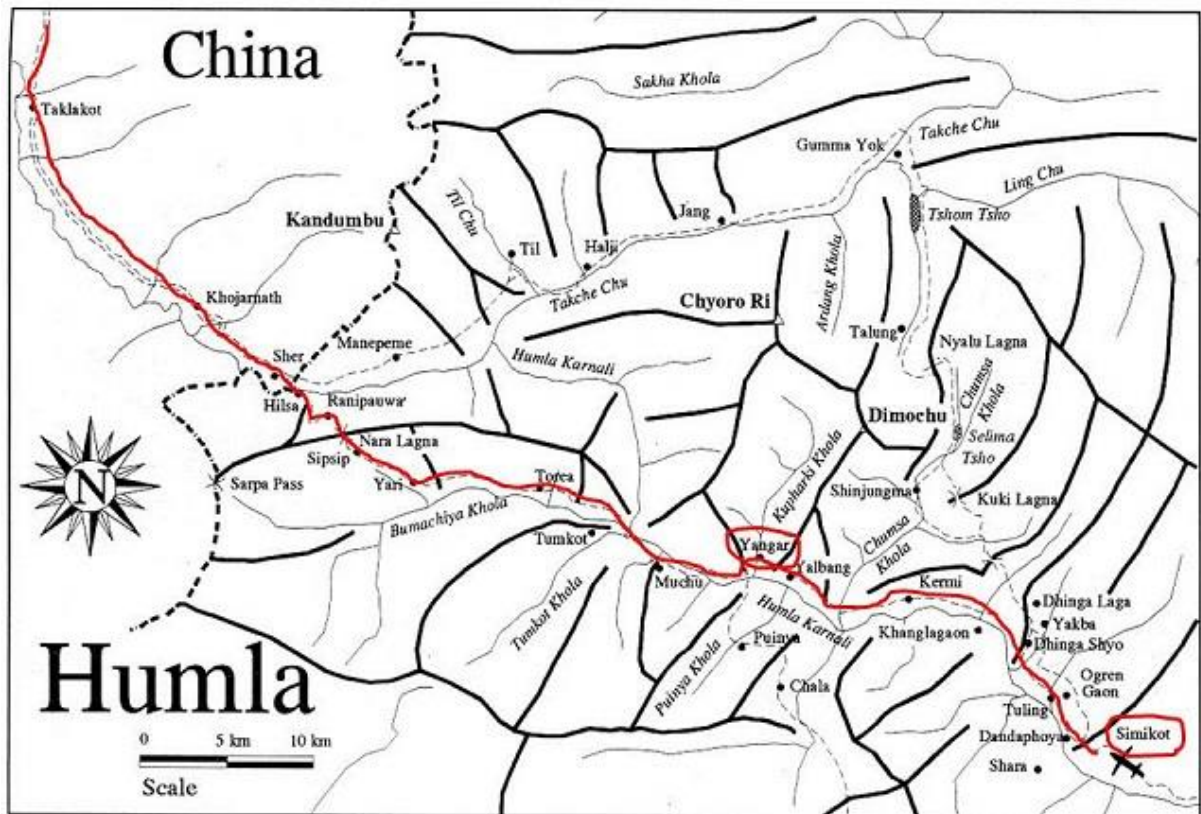 China
Sakha Khola
Taklakot
Takche Chu
Gumma Yok
Ling Chu
Til Chu
Kandumbu
Jang
Tshom Tsho
Til
Halji
Ardang Khola
Takche Chu
Khojarnath
Chyoro Ri
Talung
Nyalu Lagna
Manepeme
Sher
Humla Karnali
Chumsa
Khola
Hilsa
Ranipauwa
Dimochu
Nara Lagna
Selima
Tsho
Sipsip
Kupharki Khola
Sarpa Pass
Yari
Torea
Shinjungma
Kuki Lagna
N
Bumachiya Khola
Tumkot
Yangar
Chumsa
Khola
Muchu
Yalbang
Kermi
Tumkot Khola
Humla Karnali
Dhinga Laga
Yakba
Khanglagaon
Dhinga Shyo
Puinya
Humla
Puinya Khola
Chala
Ogren
Gaon
Tuling
0 5 km 10 km
Dandaphoya
Simikot
Scale
Shara